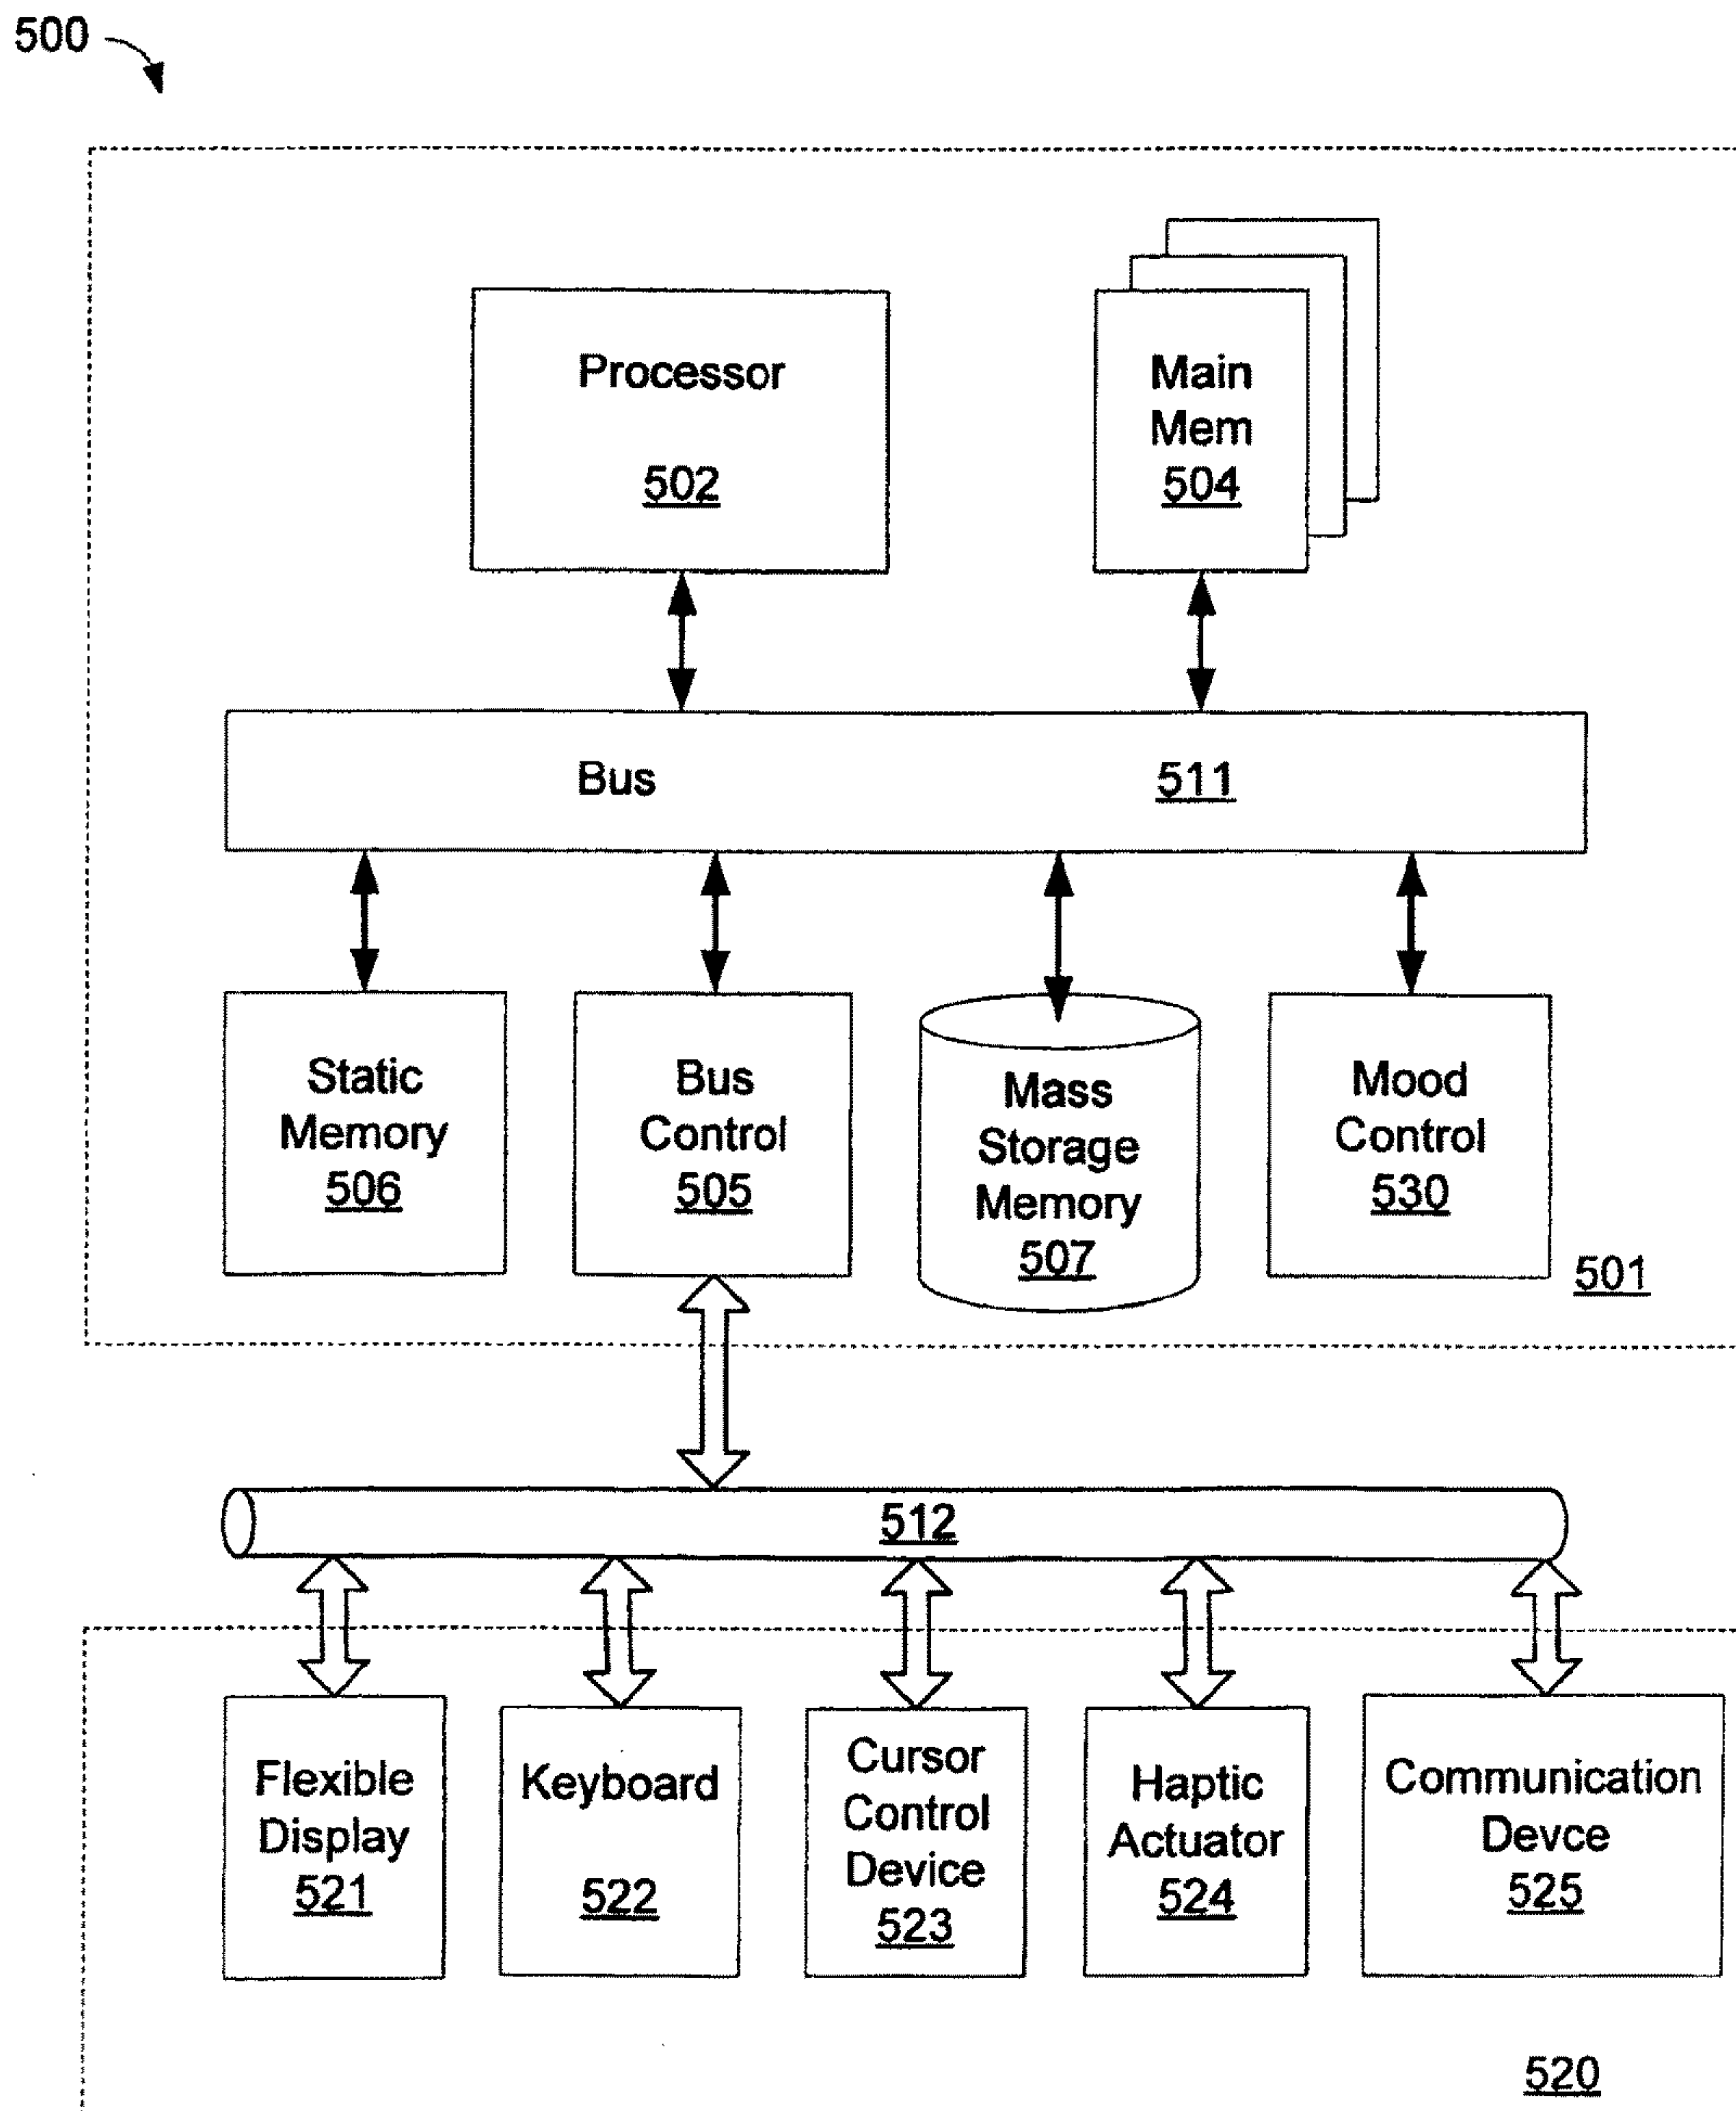 500
Processor
502
Main
Mem
504
Bus
511
Static
Memory
506
Bus
Control
505
Mass
Storage
Memory
507
Mood
Control
530
501
512
Flexible
Display
521
Keyboard
522
Cursor
Control
Device
523
Haptic
Actuator
524
Communication
Devce
525
520